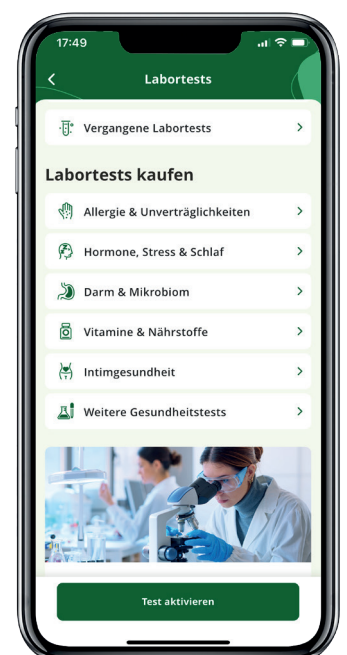 17:49
Labortests
Vergangene Labortests
Labortests kaufen
Allergie & Unverträglichkeiten
Hormone, Stress & Schlaf
Darm & Mikrobiom
Vitamine & Nährstoffe
Intimgesundheit
Weitere Gesundheitstests
Test aktivieren